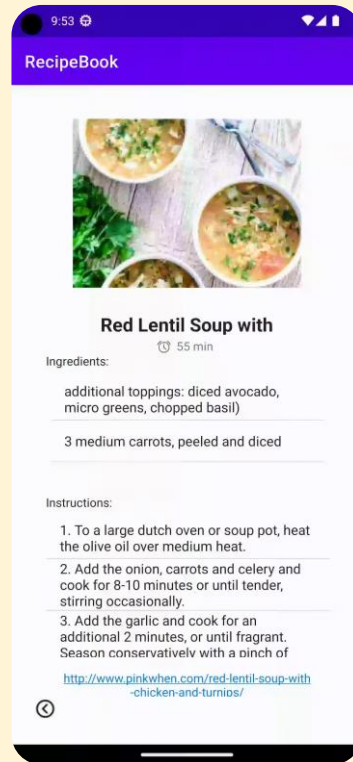 9:53
RecipeBook
Red Lentil Soup with
55 min
Ingredients:
additional toppings: diced avocado,
micro greens, chopped basil)
3 medium carrots, peeled and diced
Instructions:
1. To a large dutch oven or soup pot, heat
the olive oil over medium heat.
2. Add the onion, carrots and celery and
cook for 8-10 minutes or until tender,
stirring occasionally.
3. Add the garlic and cook for an
additional 2 minutes, or until fragrant.
Season conservatively with a pinch of
http://www.pinkwhen.com/red-lentil-soup-with
-chicken-and-turnips/